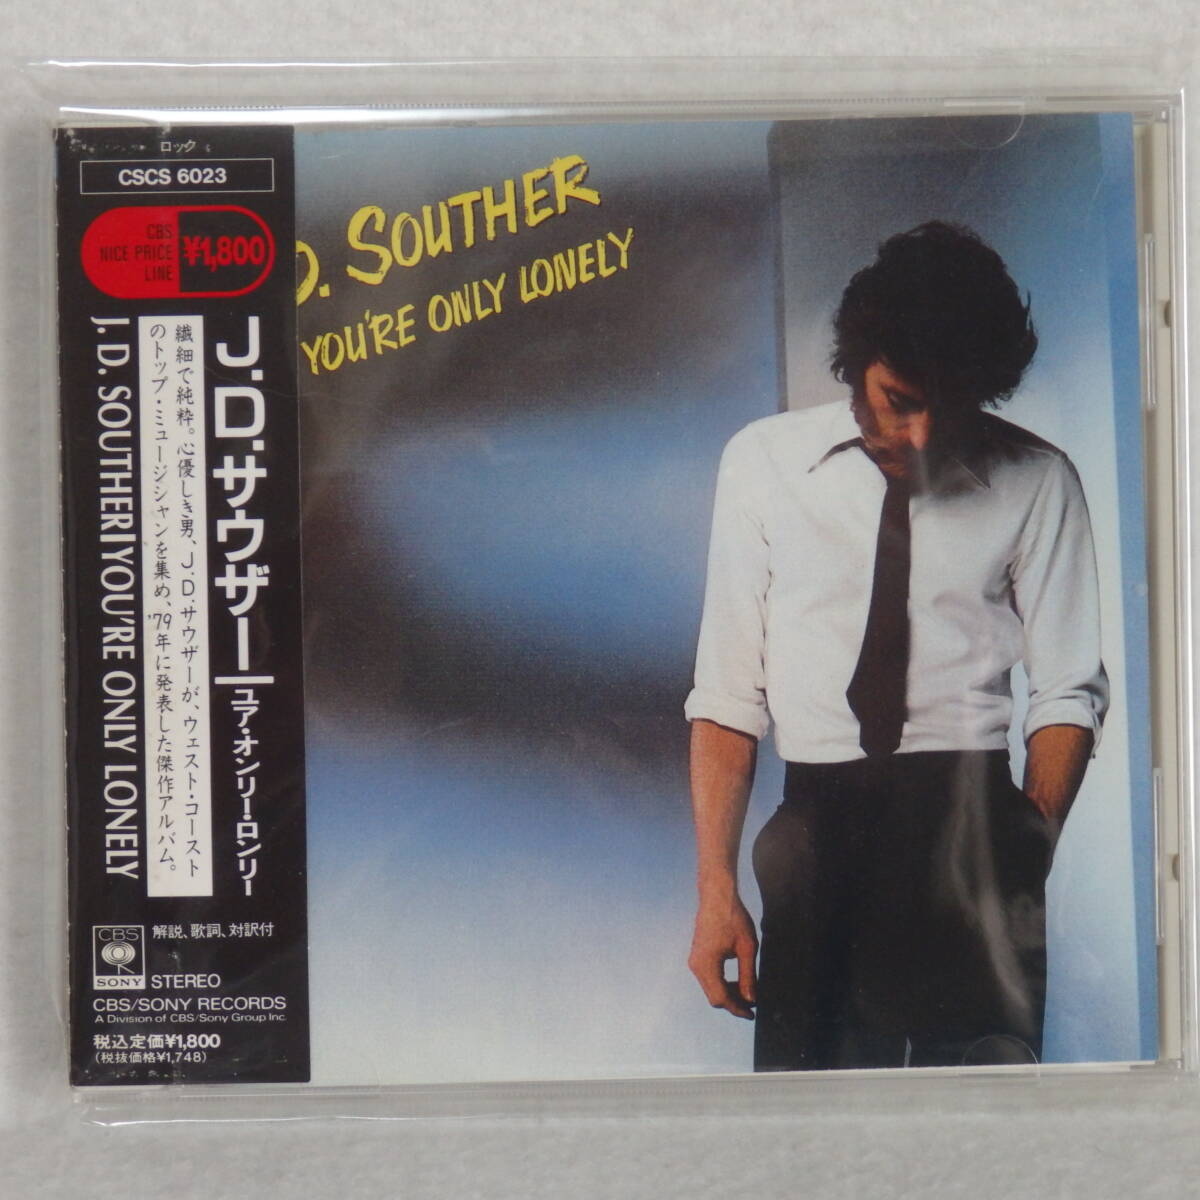 ロック
CSCS 6023
CBS
NICE PRICE
LINE
¥1,800
J.D.サウザー
ユア・オンリー・ロンリー
繊細で純粋。心優しき男、J.D.サウザーが、ウェスト・コースト
のトップ・ミュージシャンを集め、'79年に発表した傑作アルバム。
J.D. SOUTHER/YOU'RE ONLY LONELY
CBS
SONY
解説、歌詞、対訳付
STEREO
CBS/SONY RECORDS
A Division of CBS/Sony Group Inc.
税込定価¥1,800
(税抜価格¥1,748)
D. SOUTHER
YOU'RE ONLY LONELY